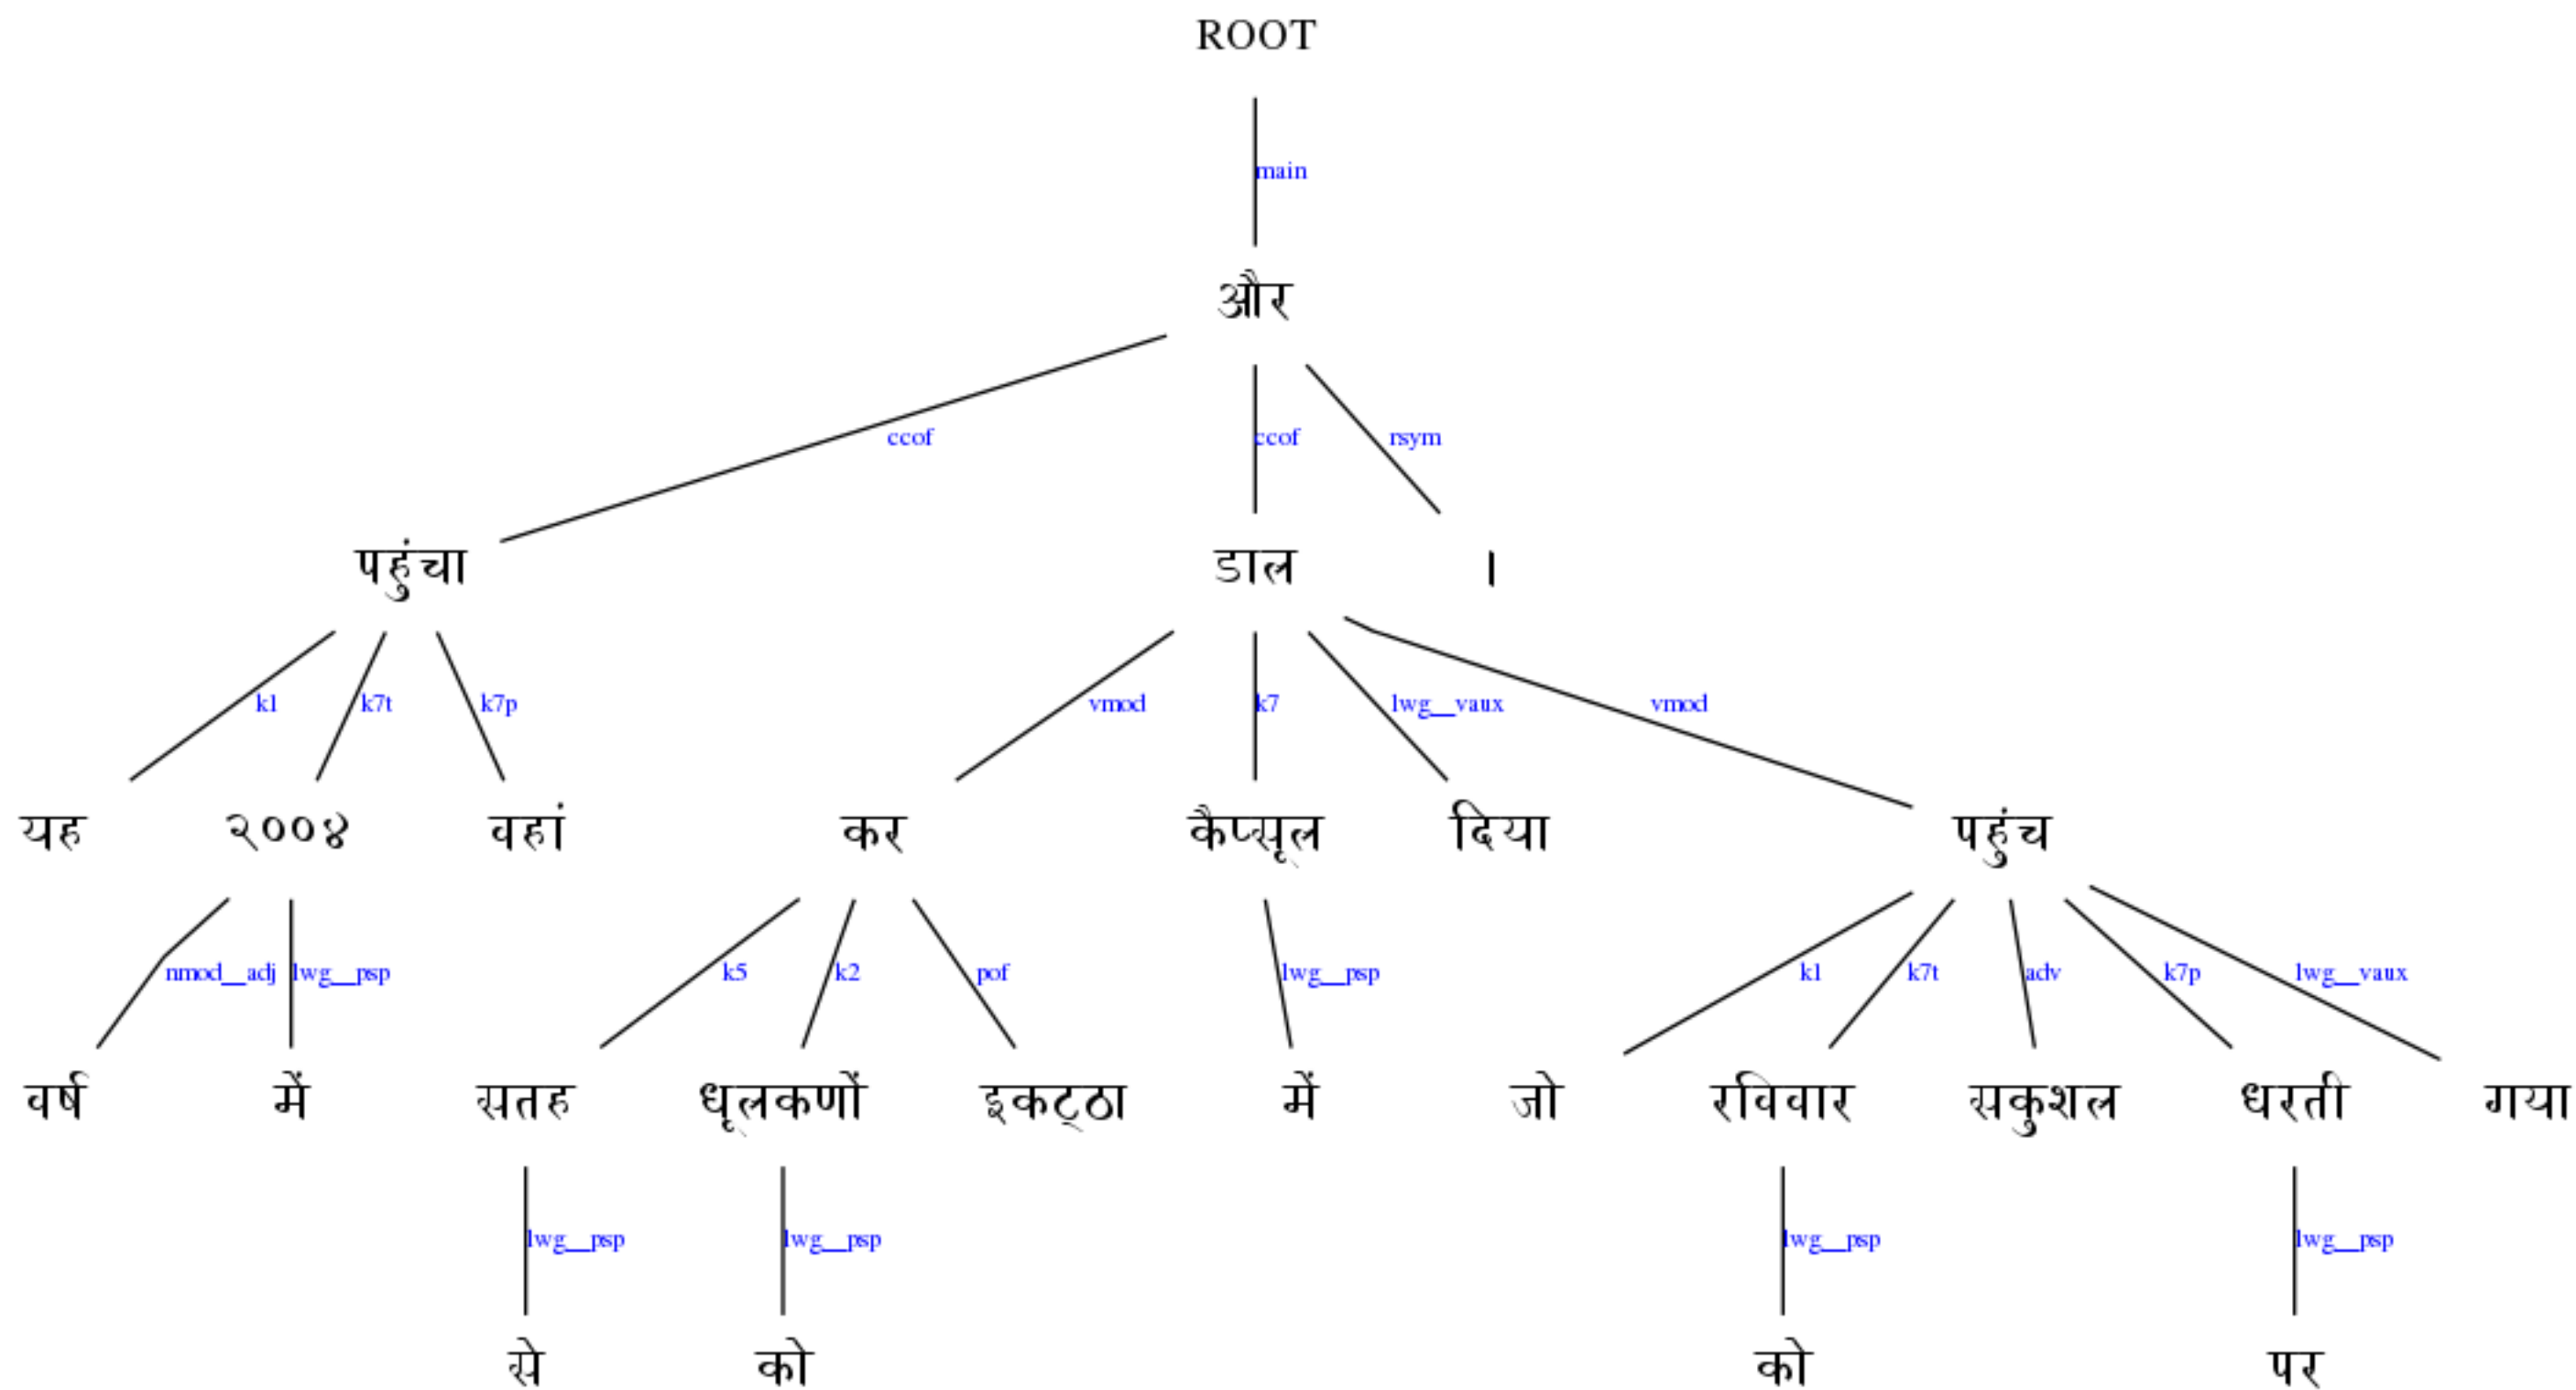 ROOT
main
और
ccof ccof rsym
पहुंचा डाल ।
k1 k7t k7p vmod k7 lwg__vaux vmod
यह २००४ वहां कर कैप्सूल दिया पहुंच
nmod__adj lwg__psp k5 k2 pof lwg__psp k1 k7t adv k7p lwg__vaux
वर्ष में सतह धूलकणों इकट्ठा में जो रविवार सकुशल धरती गया
lwg__psp lwg__psp lwg__psp lwg__psp
से को को पर